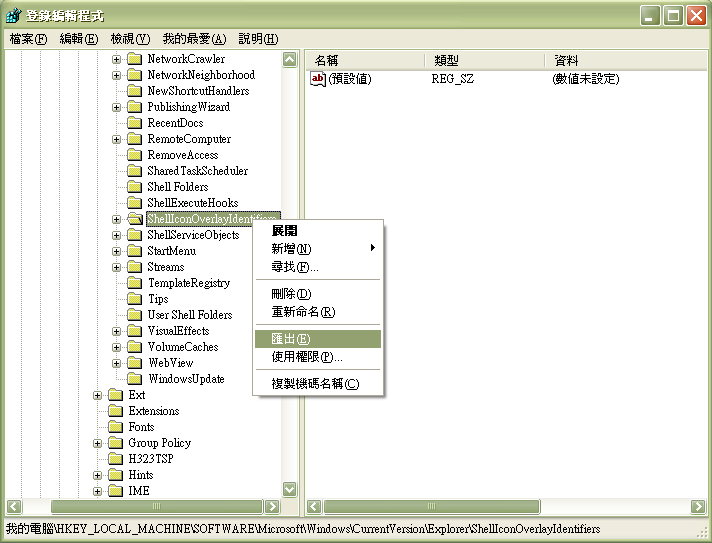 登錄編輯程式
檔案(F) 編輯(E) 檢視(V) 我的最愛(A) 說明(H)
NetworkCrawler
NetworkNeighborhood
NewShortcutHandlers
PublishingWizard
RecentDocs
RemoteComputer
RemoveAccess
SharedTaskScheduler
Shell Folders
ShellExecuteHooks
ShellIconOverlayIdentifiers
ShellServiceObjects
StartMenu
Streams
TemplateRegistry
Tips
User Shell Folders
VisualEffects
VolumeCaches
WebView
WindowsUpdate
Ext
Extensions
Fonts
Group Policy
H323TSP
Hints
IME
展開
新增(N)
尋找(F)...
刪除(D)
重新命名(R)
匯出(E)
使用權限(P)...
複製機碼名稱(C)
名稱 類型 資料
ab (預設值) REG_SZ (數值未設定)
我的電腦\HKEY_LOCAL_MACHINE\SOFTWARE\Microsoft\Windows\CurrentVersion\Explorer\ShellIconOverlayIdentifiers